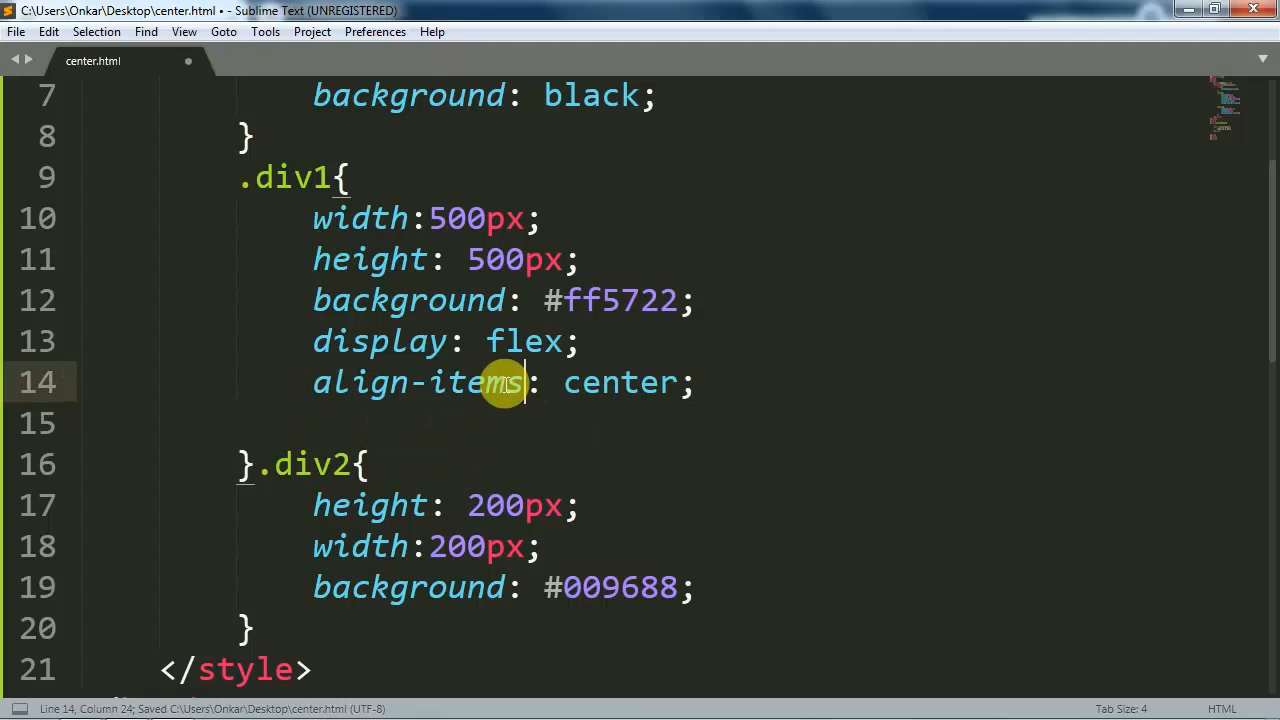 C:\Users\Onkar\Desktop\center.html • - Sublime Text (UNREGISTERED)
File Edit Selection Find View Goto Tools Project Preferences Help
center.html
7 background: black;
8 }
9 .div1{
10 width:500px;
11 height: 500px;
12 background: #ff5722;
13 display: flex;
14 align-items: center;
15
16 }.div2{
17 height: 200px;
18 width:200px;
19 background: #009688;
20 }
21 </style>
Line 14, Column 24; Saved C:\Users\Onkar\Desktop\center.html (UTF-8) Tab Size: 4 HTML